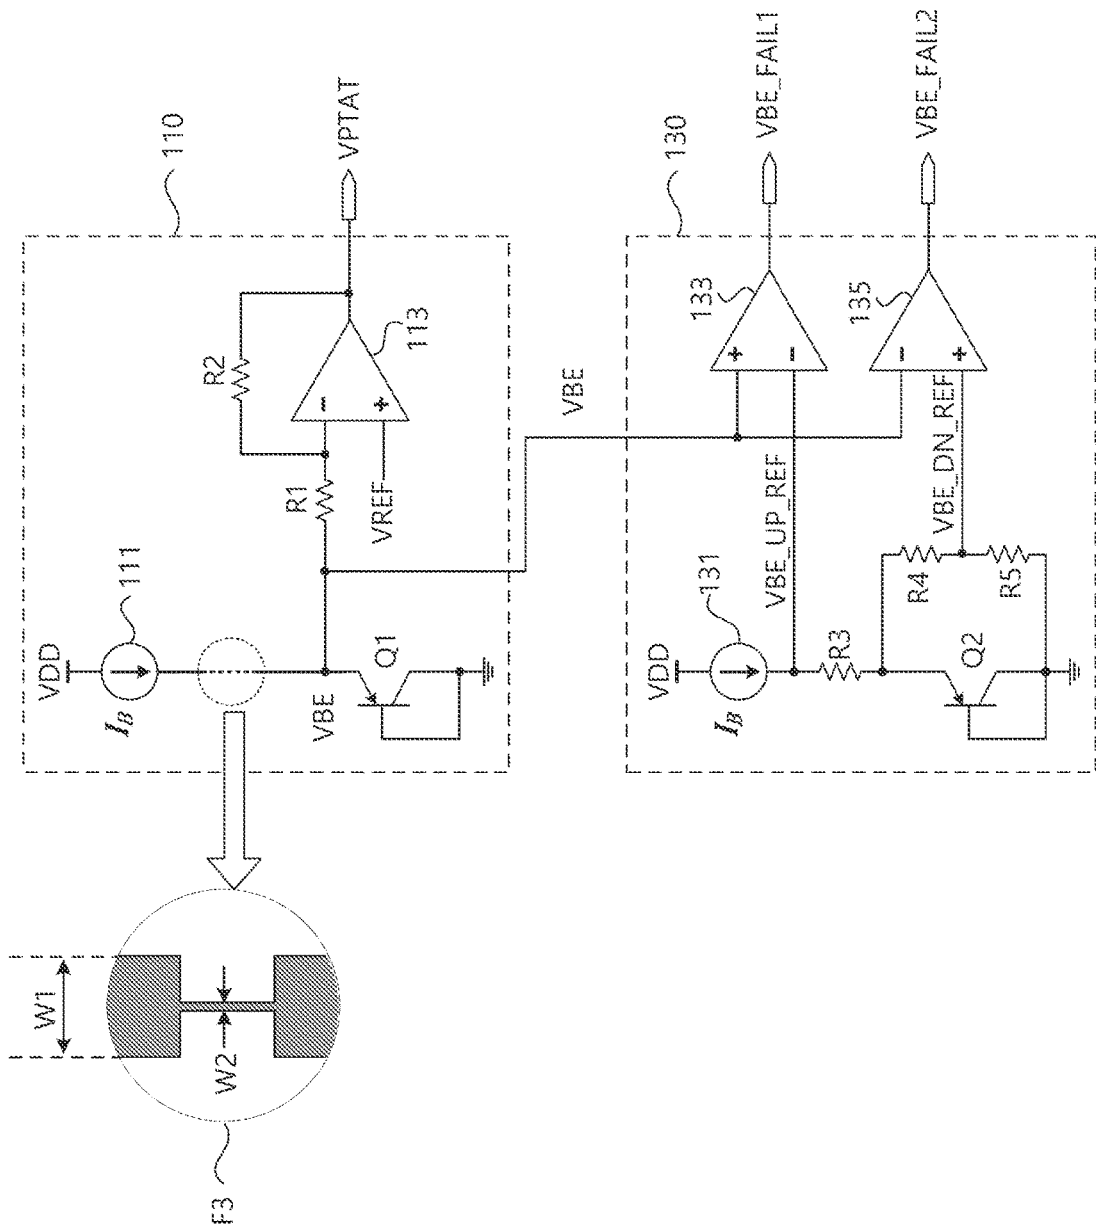 110
VDD
111
I_B
VBE
Q1
R1
R2
VREF
-
+
113
VPTAT
W1
W2
F3
VBE
130
VDD
131
I_B
VBE_UP_REF
R3
R4
R5
Q2
VBE_DN_REF
+
-
133
-
+
135
VBE_FAIL1
VBE_FAIL2